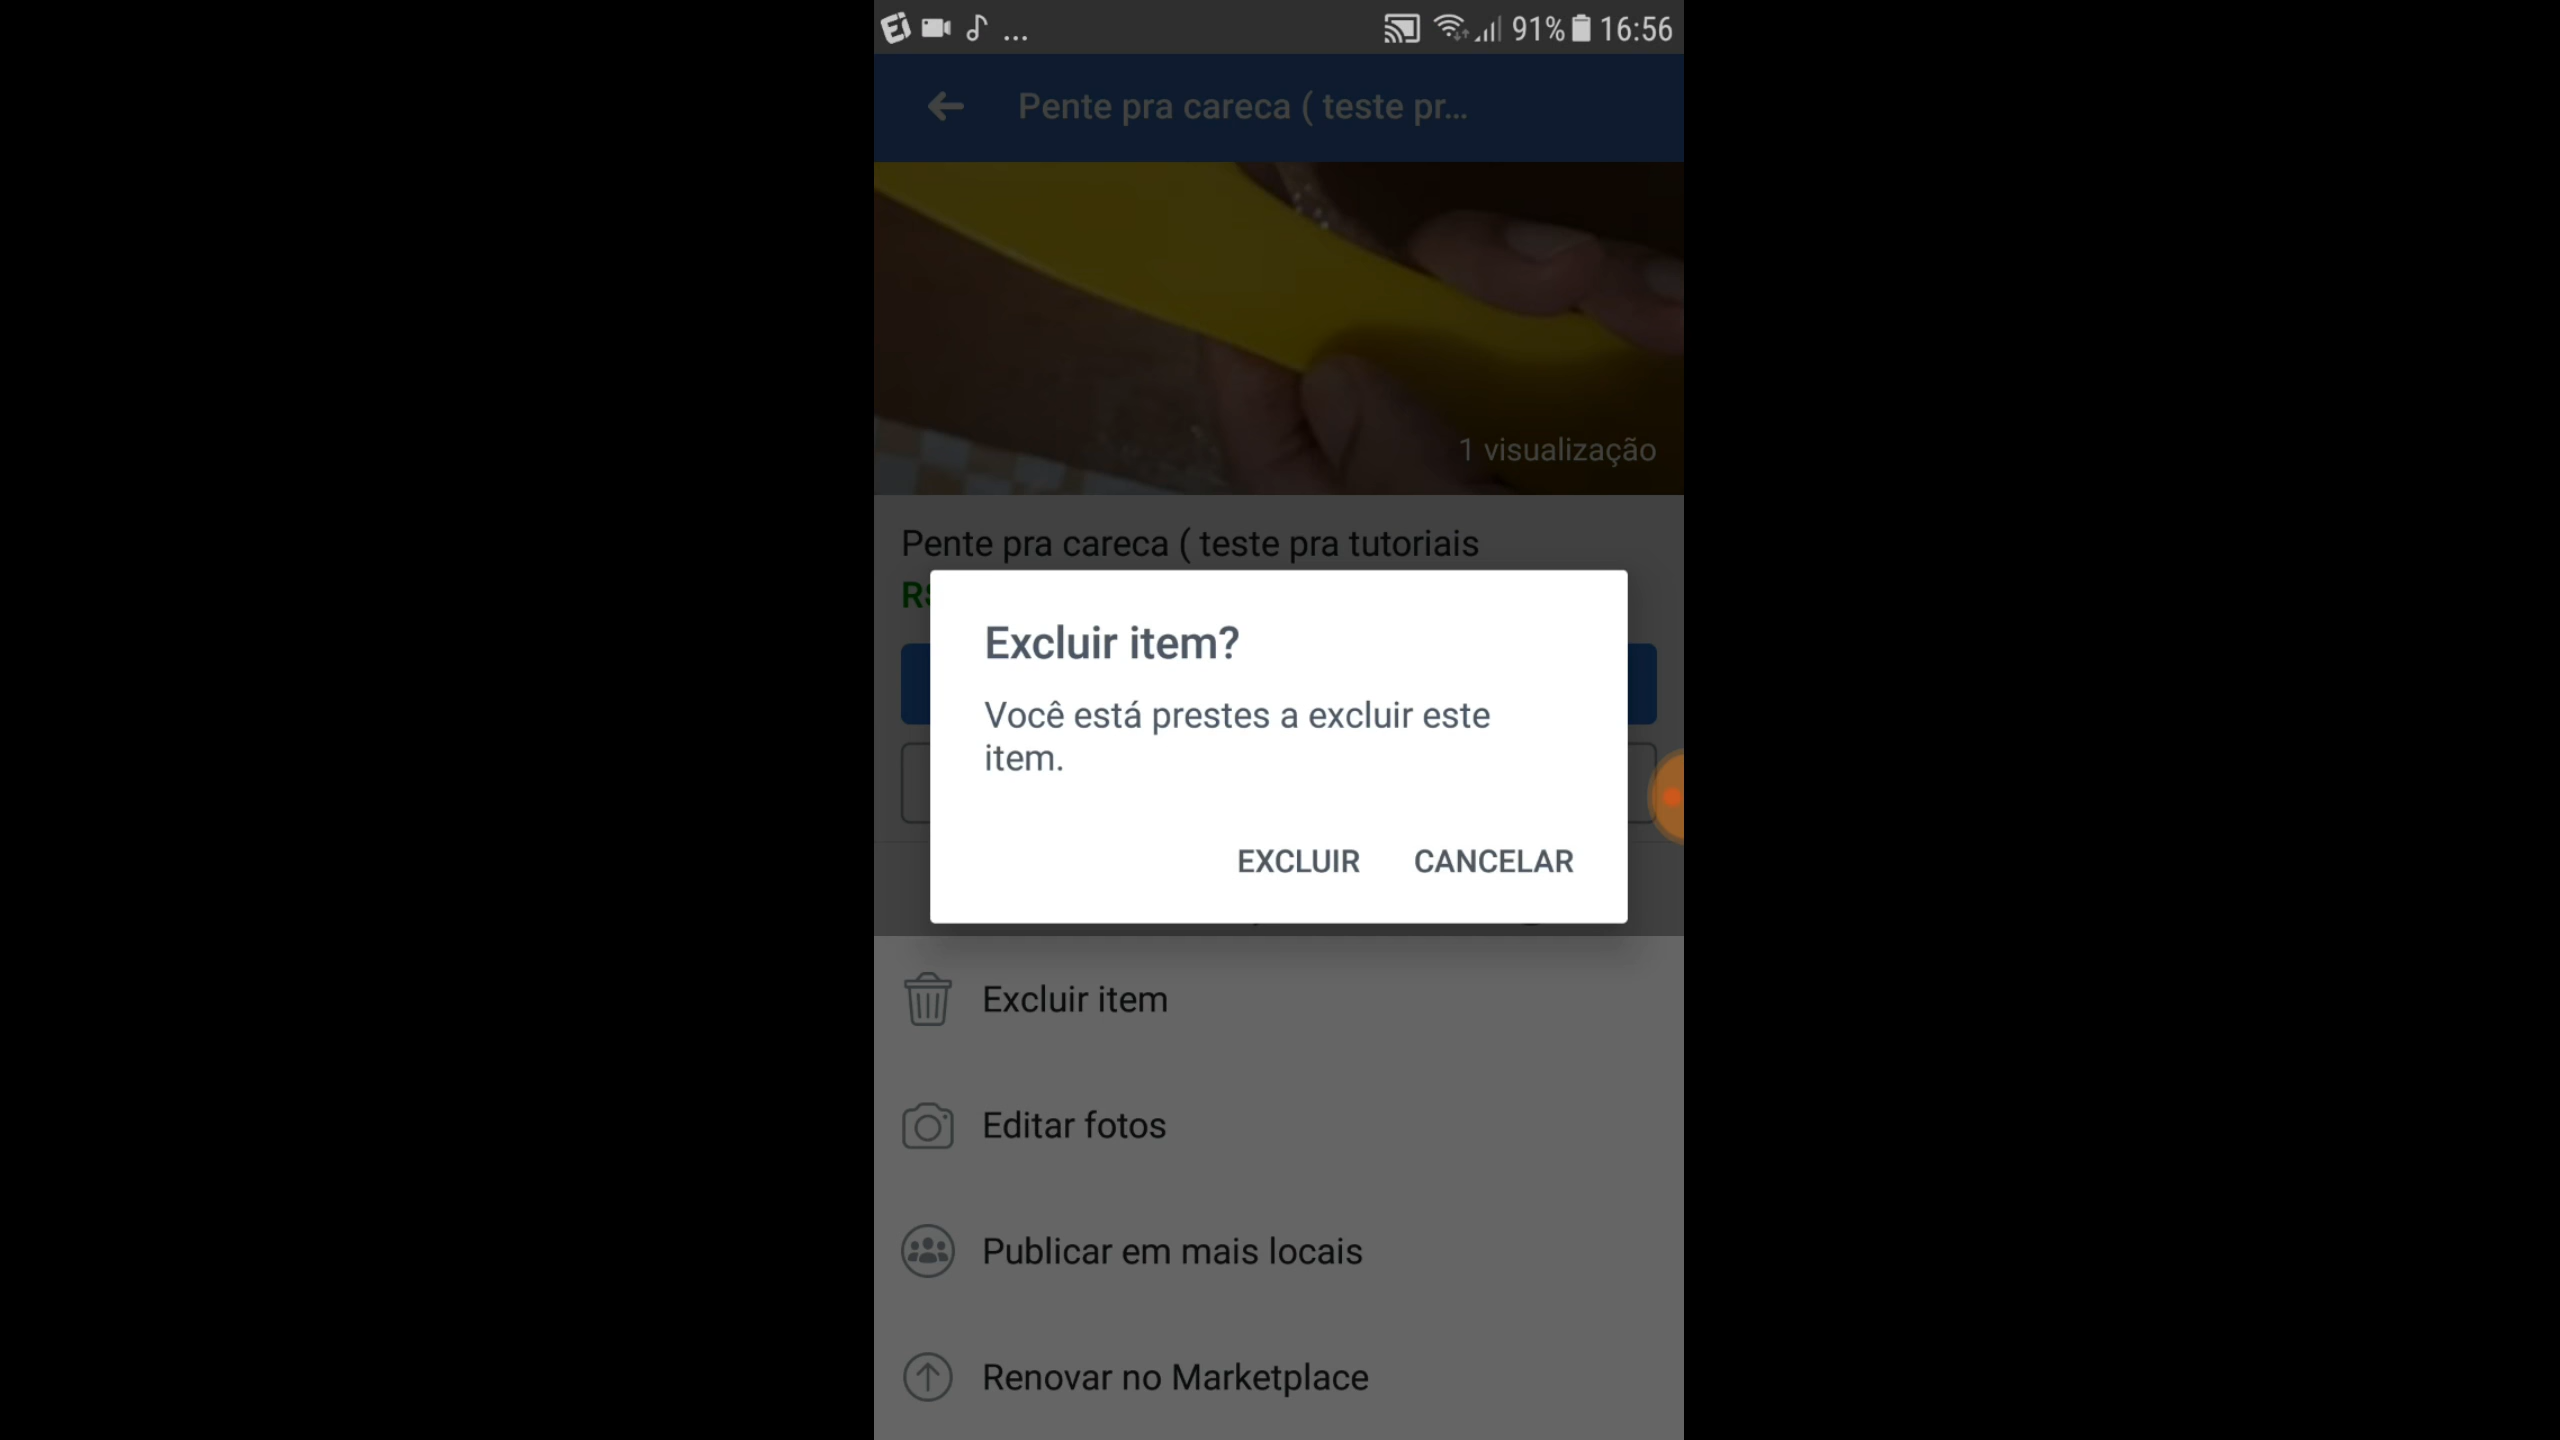 ... 91% 16:56
Pente pra careca ( teste pr...
1 visualização
Pente pra careca ( teste pra tutoriais
Excluir item?
Você está prestes a excluir este
item.
EXCLUIR CANCELAR
Excluir item
Editar fotos
Publicar em mais locais
Renovar no Marketplace